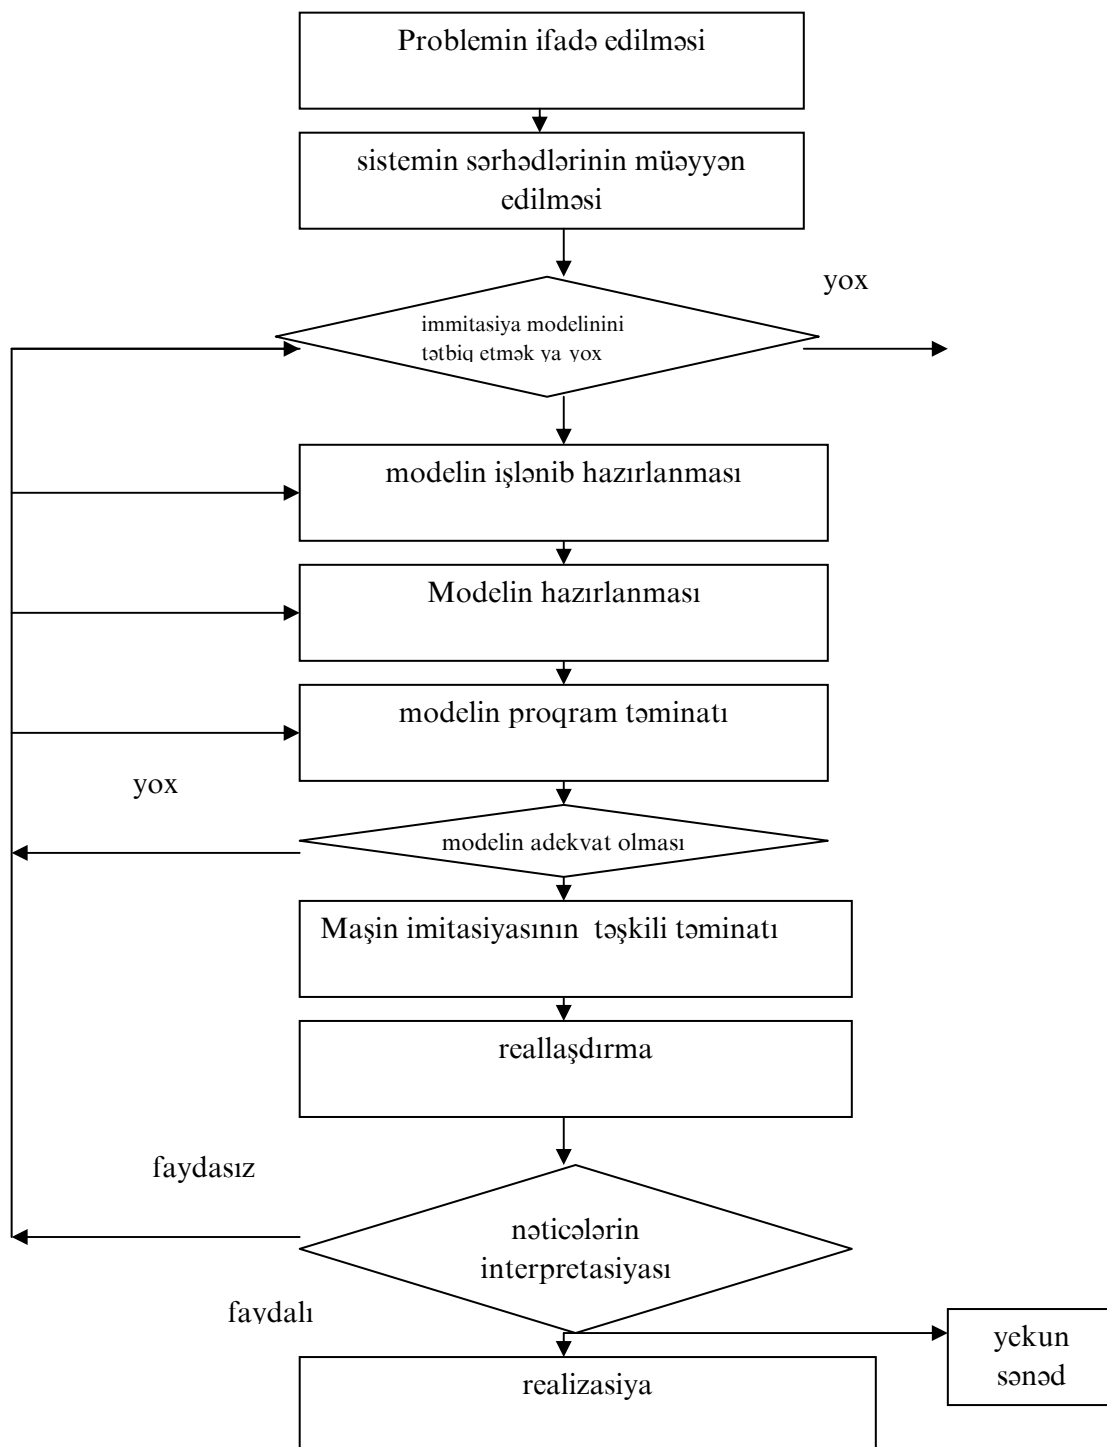 Problemin ifadə edilməsi
sistemin sərhədlərinin müəyyən
edilməsi
yox
immitasiya modelinini
tətbiq etmək ya yox
modelin işlənib hazırlanması
Modelin hazırlanması
modelin proqram təminatı
yox
modelin adekvat olması
Maşin imitasiyasının təşkili təminatı
reallaşdırma
faydasız
nəticələrin
interpretasiyası
faydalı
yekun
sənəd
realizasiya